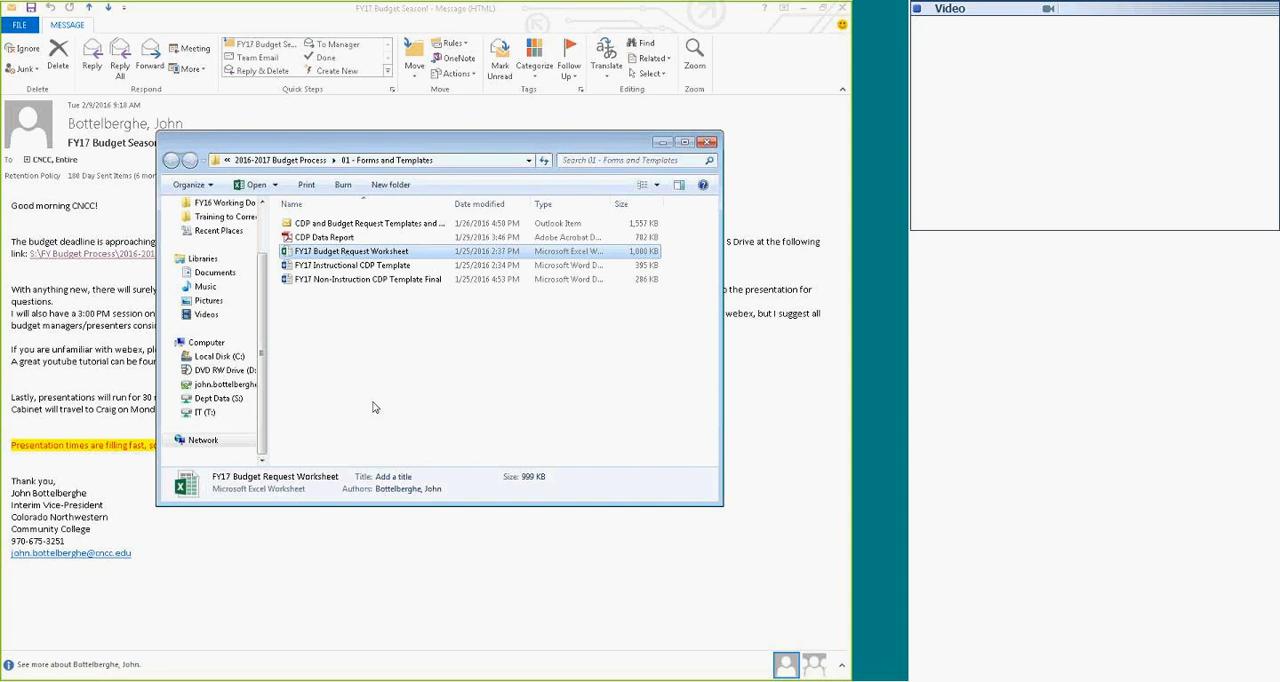 FY17 Budget Season! - Message (HTML)
FILE MESSAGE
Ignore
Junk
Delete
Reply
Reply All
Forward
Meeting
More
FY17 Budget Se...
Team Email
Reply & Delete
To Manager
Done
Create New
Move
Rules
OneNote
Actions
Mark Unread
Categorize
Follow Up
Translate
Find
Related
Select
Zoom
Delete Respond Quick Steps Move Tags Editing Zoom
Tue 2/9/2016 9:18 AM
Bottelberghe, John
FY17 Budget Season
To CNCC, Entire
Retention Policy 180 Day Sent Items (6 mor
Good morning CNCC!
The budget deadline is approaching S Drive at the following
link: S:\FY Budget Process\2016-201
With anything new, there will surely the presentation for
questions.
I will also have a 3:00 PM session on webex, but I suggest all
budget managers/presenters consi
If you are unfamiliar with webex, pl
A great youtube tutorial can be four
Lastly, presentations will run for 30
Cabinet will travel to Craig on Mond
Presentation times are filling fast, so
Thank you,
John Bottelberghe
Interim Vice-President
Colorado Northwestern
Community College
970-675-3251
john.bottelberghe@cncc.edu
See more about Bottelberghe, John.
« 2016-2017 Budget Process 01 - Forms and Templates
Search 01 - Forms and Templates
Organize Open Print Burn New folder
FY16 Working Do
Training to Corre
Recent Places
Libraries
Documents
Music
Pictures
Videos
Computer
Local Disk (C:)
DVD RW Drive (D:
john.bottelberghe
Dept Data (S:)
IT (T:)
Network
Name Date modified Type Size
CDP and Budget Request Templates and ... 1/26/2016 4:50 PM Outlook Item 1,557 KB
CDP Data Report 1/29/2016 3:46 PM Adobe Acrobat D... 782 KB
FY17 Budget Request Worksheet 1/25/2016 2:37 PM Microsoft Excel W... 1,000 KB
FY17 Instructional CDP Template 1/25/2016 2:34 PM Microsoft Word D... 395 KB
FY17 Non-Instruction CDP Template Final 1/25/2016 4:53 PM Microsoft Word D... 286 KB
FY17 Budget Request Worksheet Title: Add a title Size: 999 KB
Microsoft Excel Worksheet Authors: Bottelberghe, John
Video